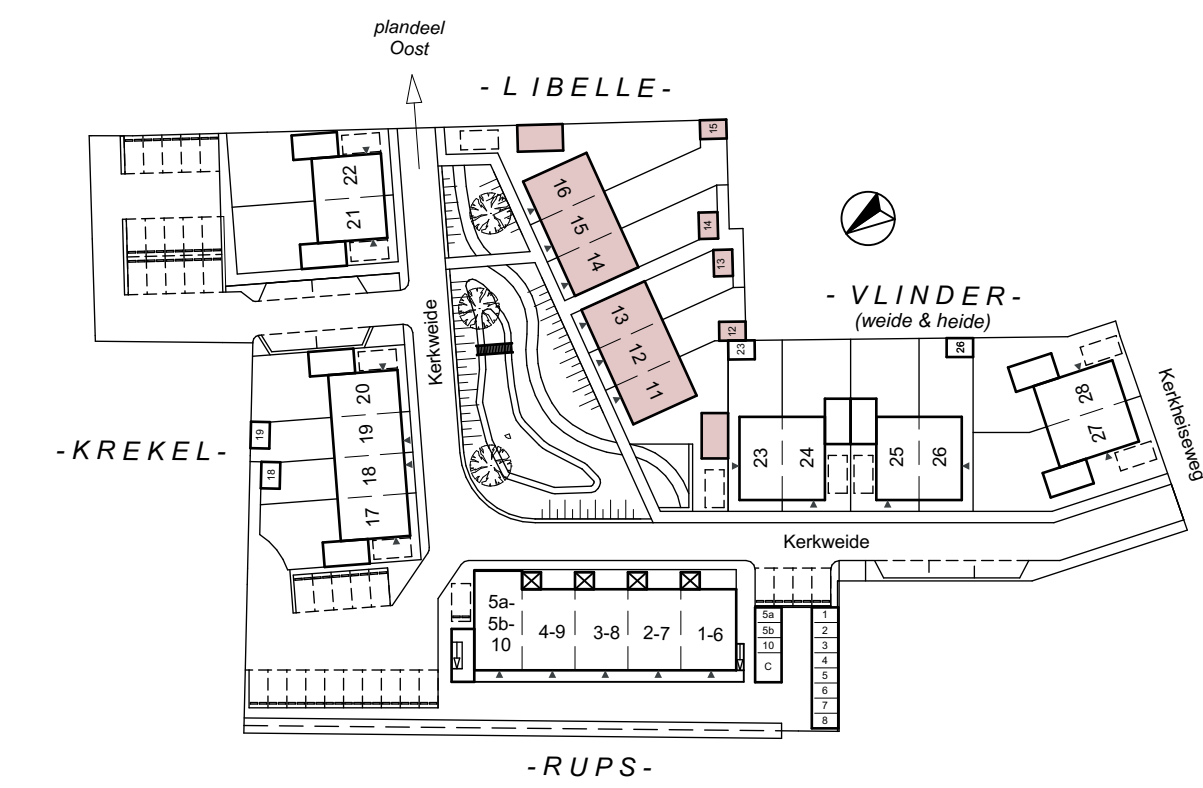 plandeel
Oost
- L I B E L L E -
15
22
21
16
15
14
14
13
13
12
11
12
- V L I N D E R -
(weide & heide)
23
26
Kerkweide
20
19
18
17
19
18
- K R E K E L -
23
24
25
26
28
27
Kerkheiseweg
Kerkweide
5a-
5b-
10
4-9
3-8
2-7
1-6
5a
5b
10
C
1
2
3
4
5
6
7
8
- R U P S -